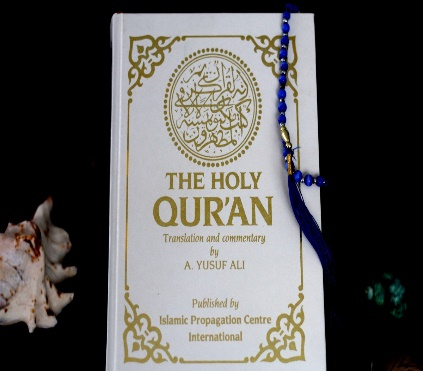 THE HOLY
QUR'AN
Translation and commentary
by
A. YUSUF ALI
Published by
Islamic Propagation Centre
International